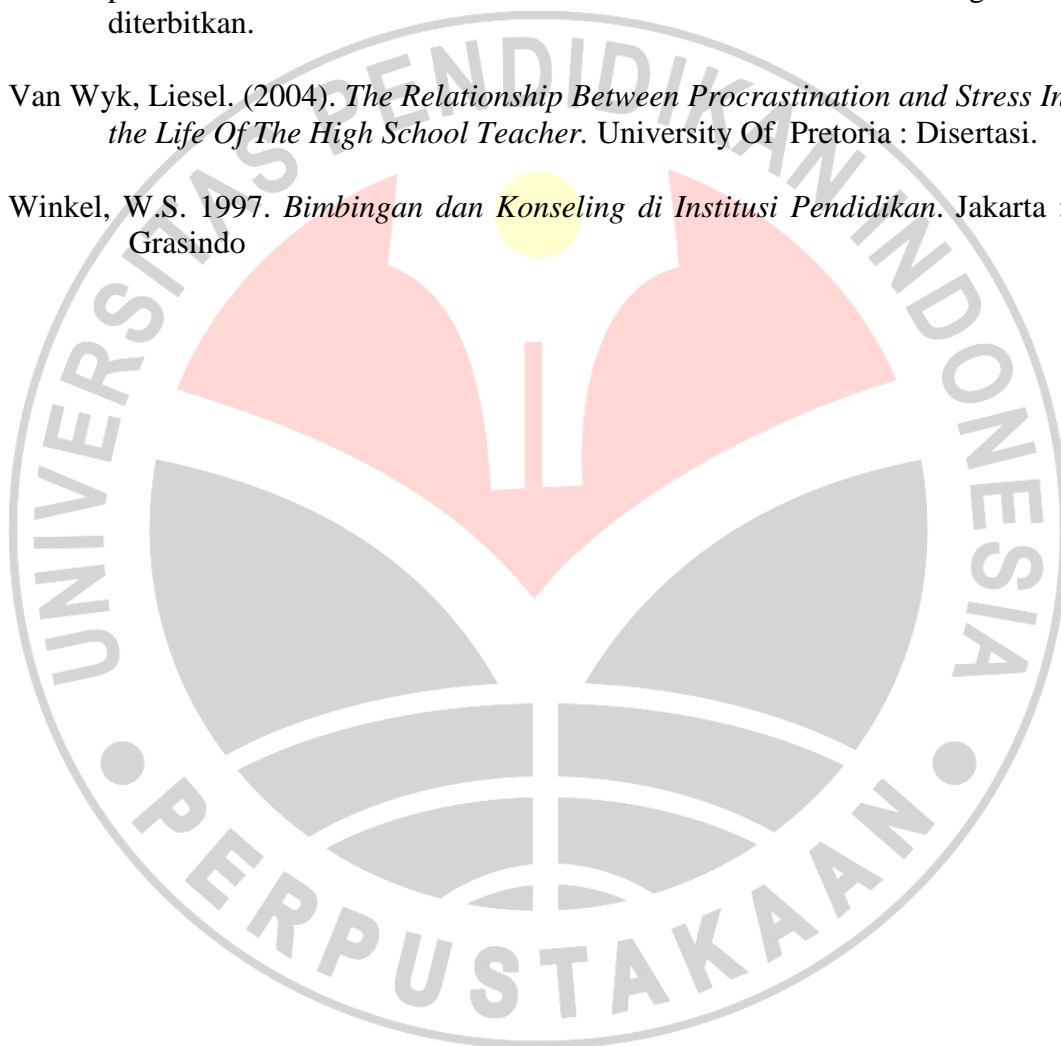 diterbitkan.
Van Wyk, Liesel. (2004). The Relationship Between Procrastination and Stress In
the Life Of The High School Teacher. University Of Pretoria : Disertasi.
Winkel, W.S. 1997. Bimbingan dan Konseling di Institusi Pendidikan. Jakarta :
Grasindo
UNIVERSITAS PENDIDIKAN INDONESIA
PERPUSTAKAAN